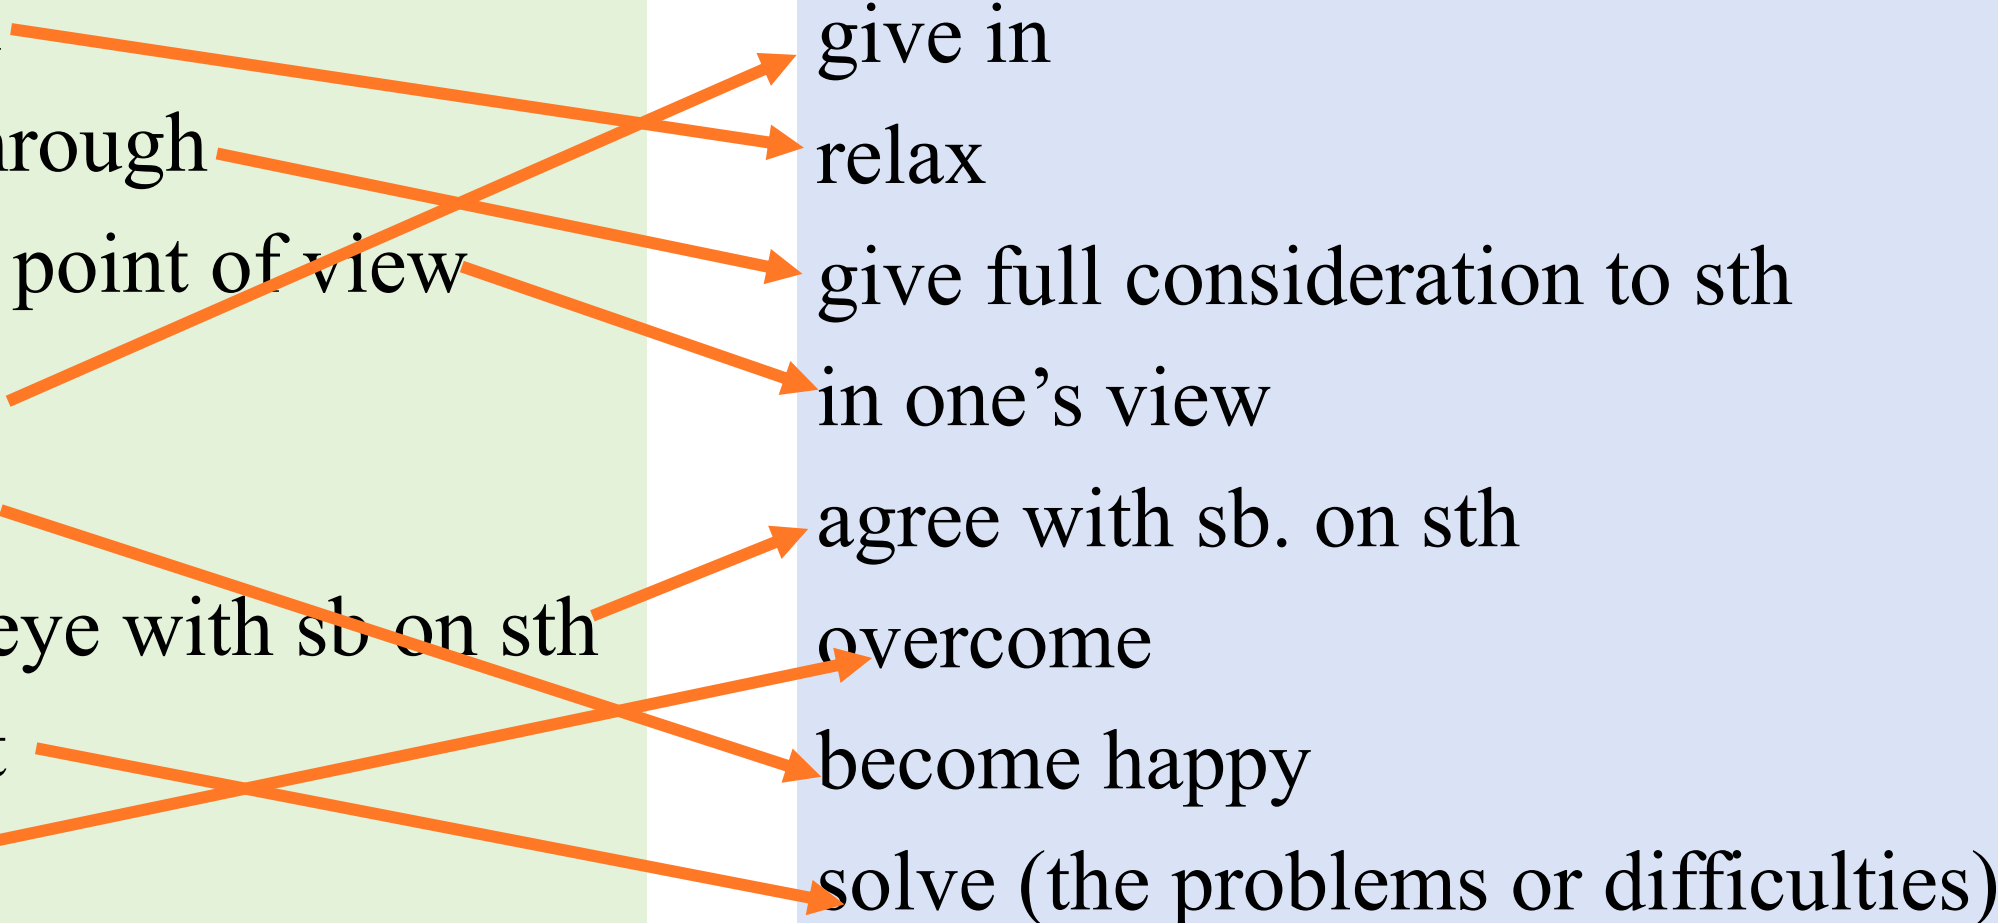 give in
relax
point of view
give full consideration to sth
in one’s view
agree with sb. on sth
eye with sb on sth
overcome
become happy
solve (the problems or difficulties)